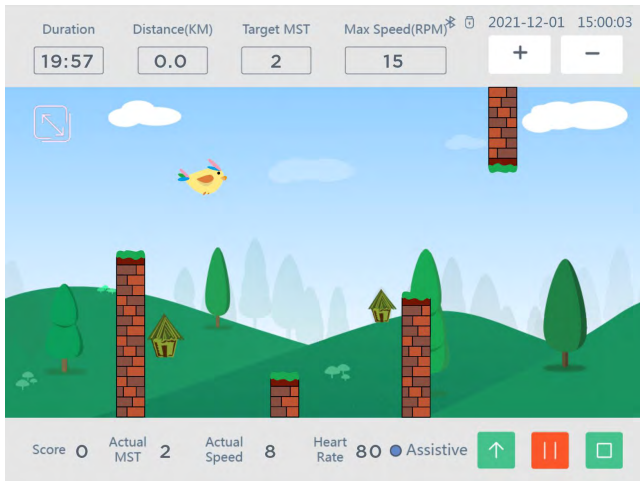 2021-12-01 15:00:03
Duration Distance(KM) Target MST Max Speed(RPM)
19:57 0.0 2 15 + −
Score 0 Actual MST 2 Actual Speed 8 Heart Rate 80 Assistive